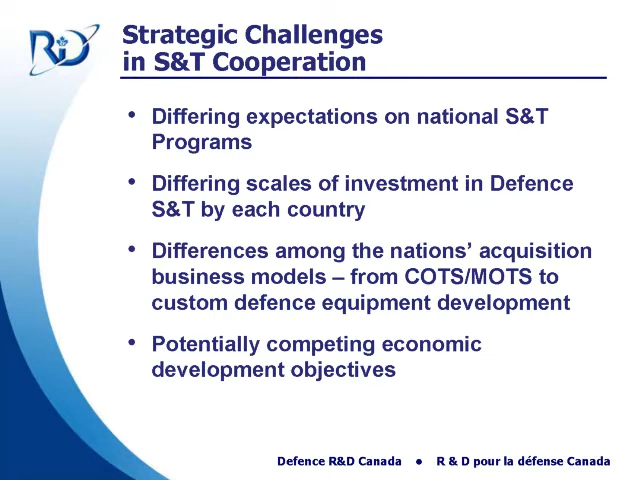 R&D
Strategic Challenges
in S&T Cooperation
• Differing expectations on national S&T
Programs
• Differing scales of investment in Defence
S&T by each country
• Differences among the nations’ acquisition
business models – from COTS/MOTS to
custom defence equipment development
• Potentially competing economic
development objectives
Defence R&D Canada • R & D pour la défense Canada